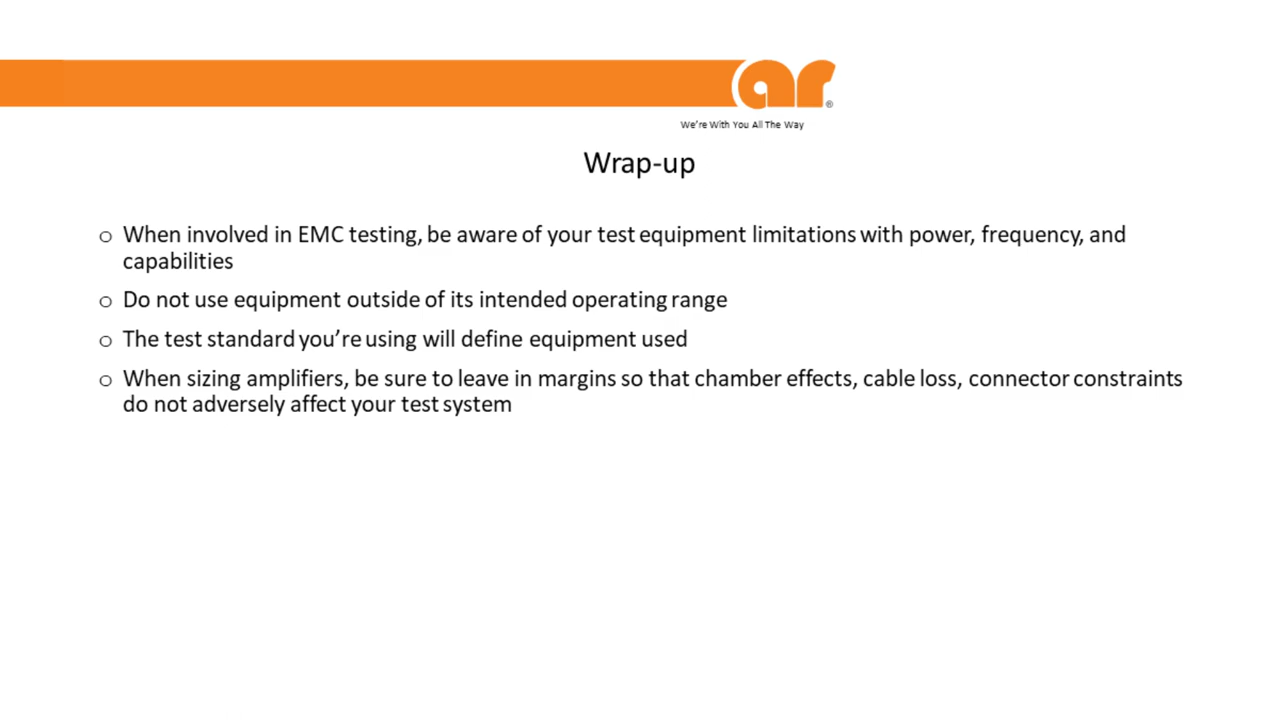 ar®
We're With You All The Way
Wrap-up
o When involved in EMC testing, be aware of your test equipment limitations with power, frequency, and
capabilities
o Do not use equipment outside of its intended operating range
o The test standard you're using will define equipment used
o When sizing amplifiers, be sure to leave in margins so that chamber effects, cable loss, connector constraints
do not adversely affect your test system